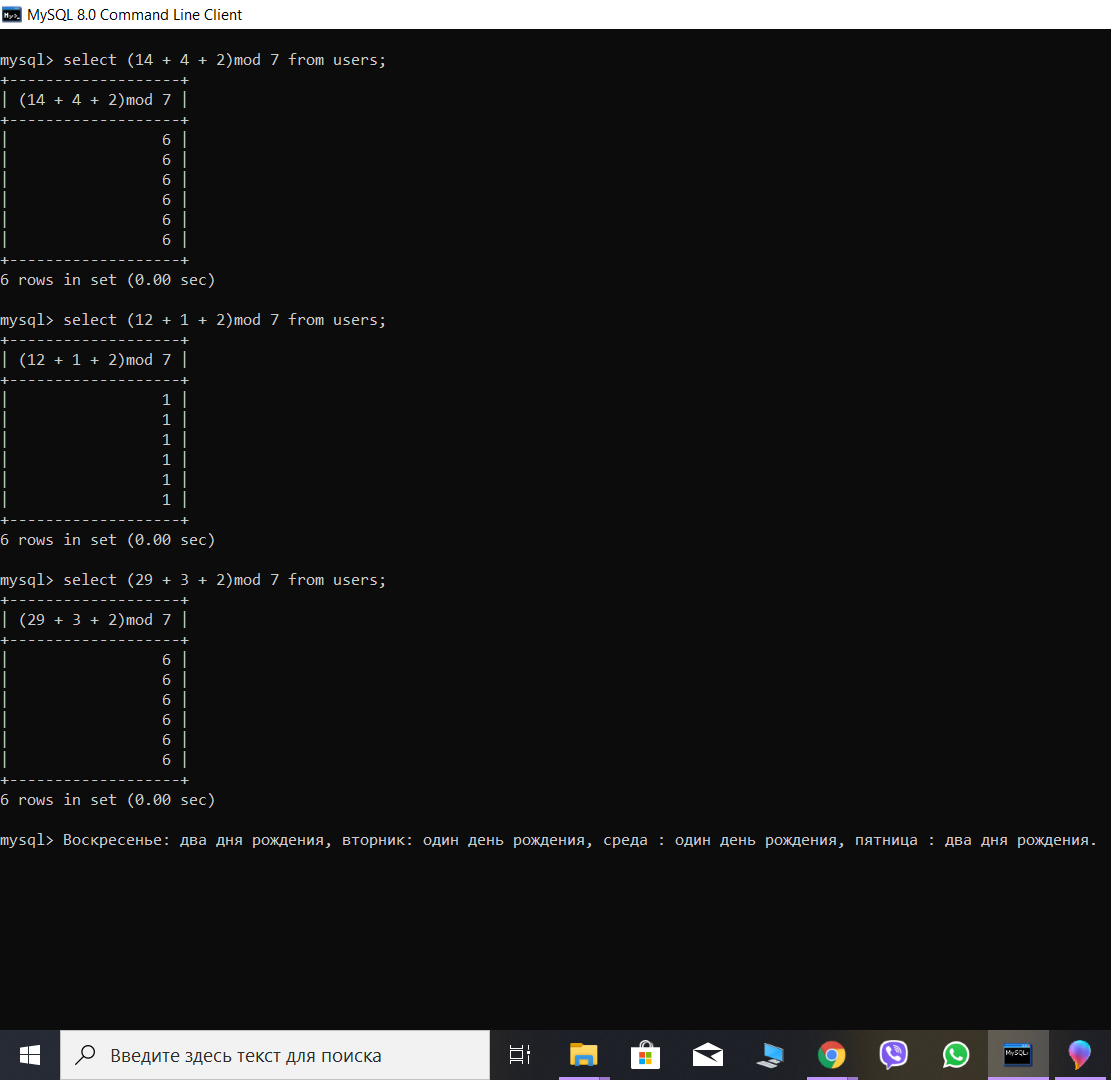 MySQL 8.0 Command Line Client
mysql> select (14 + 4 + 2)mod 7 from users;
+-------------------+
| (14 + 4 + 2)mod 7 |
+-------------------+
|                 6 |
|                 6 |
|                 6 |
|                 6 |
|                 6 |
|                 6 |
+-------------------+
6 rows in set (0.00 sec)
mysql> select (12 + 1 + 2)mod 7 from users;
+-------------------+
| (12 + 1 + 2)mod 7 |
+-------------------+
|                 1 |
|                 1 |
|                 1 |
|                 1 |
|                 1 |
|                 1 |
+-------------------+
6 rows in set (0.00 sec)
mysql> select (29 + 3 + 2)mod 7 from users;
+-------------------+
| (29 + 3 + 2)mod 7 |
+-------------------+
|                 6 |
|                 6 |
|                 6 |
|                 6 |
|                 6 |
|                 6 |
+-------------------+
6 rows in set (0.00 sec)
mysql> Воскресенье: два дня рождения, вторник: один день рождения, среда : один день рождения, пятница : два дня рождения.
Введите здесь текст для поиска